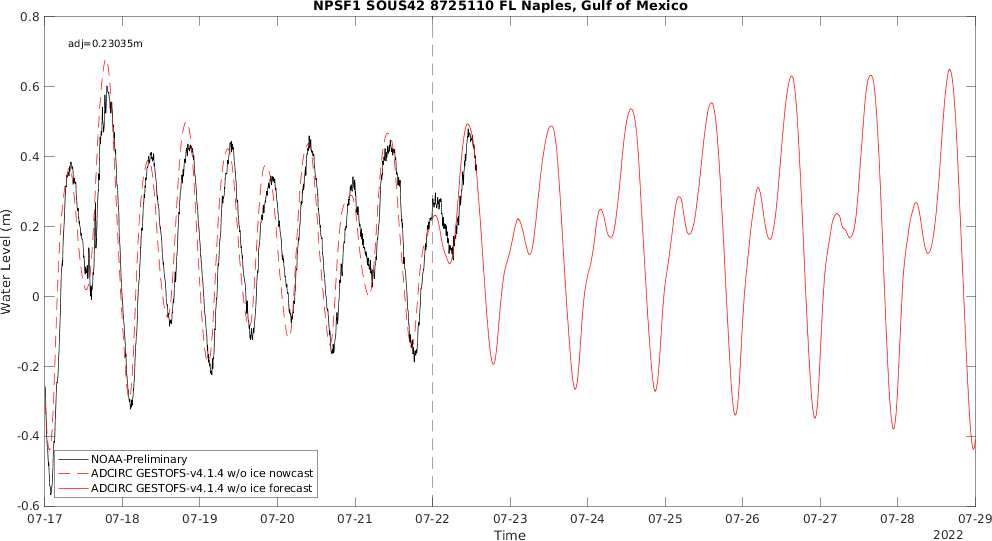 NPSF1 SOUS42 8725110 FL Naples, Gulf of Mexico
adj=0.23035m
0.8
0.6
0.4
0.2
0
-0.2
-0.4
-0.6
Water Level (m)
NOAA-Preliminary
ADCIRC GESTOFS-v4.1.4 w/o ice nowcast
ADCIRC GESTOFS-v4.1.4 w/o ice forecast
07-17 07-18 07-19 07-20 07-21 07-22 07-23 07-24 07-25 07-26 07-27 07-28 07-29
Time
2022